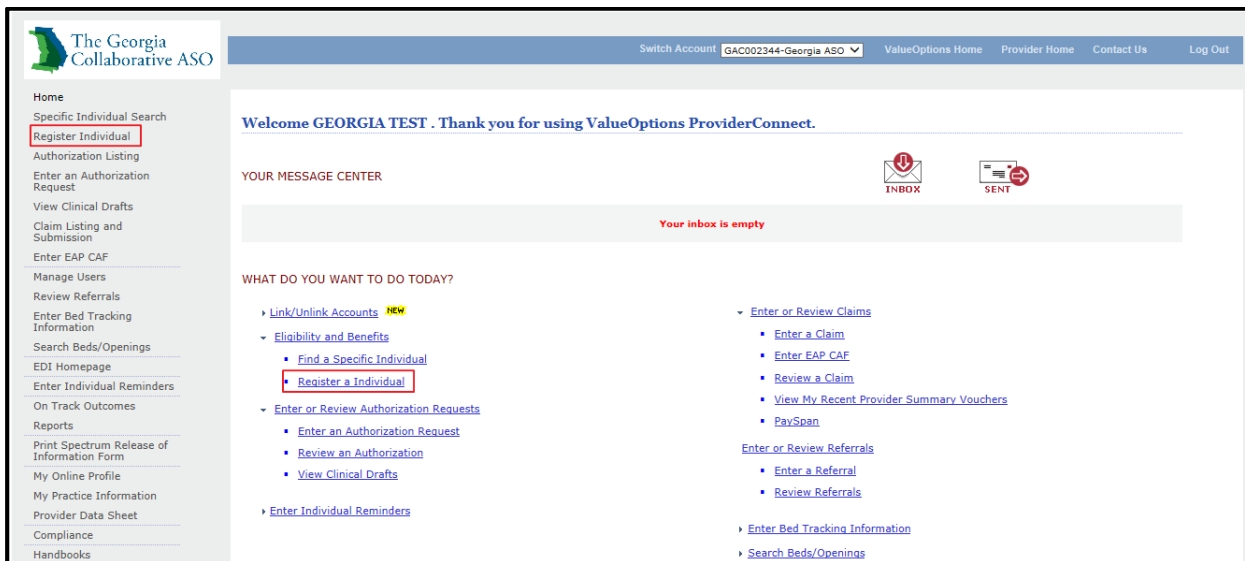 The Georgia
Collaborative ASO
Switch Account GAC002344-Georgia ASO ValueOptions Home Provider Home Contact Us Log Out
Home
Specific Individual Search
Register Individual
Authorization Listing
Enter an Authorization
Request
View Clinical Drafts
Claim Listing and
Submission
Enter EAP CAF
Manage Users
Review Referrals
Enter Bed Tracking
Information
Search Beds/Openings
EDI Homepage
Enter Individual Reminders
On Track Outcomes
Reports
Print Spectrum Release of
Information Form
My Online Profile
My Practice Information
Provider Data Sheet
Compliance
Handbooks
Welcome GEORGIA TEST . Thank you for using ValueOptions ProviderConnect.
YOUR MESSAGE CENTER
INBOX
SENT
Your inbox is empty
WHAT DO YOU WANT TO DO TODAY?
Link/Unlink Accounts NEW
Eligibility and Benefits
Find a Specific Individual
Register a Individual
Enter or Review Authorization Requests
Enter an Authorization Request
Review an Authorization
View Clinical Drafts
Enter Individual Reminders
Enter or Review Claims
Enter a Claim
Enter EAP CAF
Review a Claim
View My Recent Provider Summary Vouchers
PaySpan
Enter or Review Referrals
Enter a Referral
Review Referrals
Enter Bed Tracking Information
Search Beds/Openings